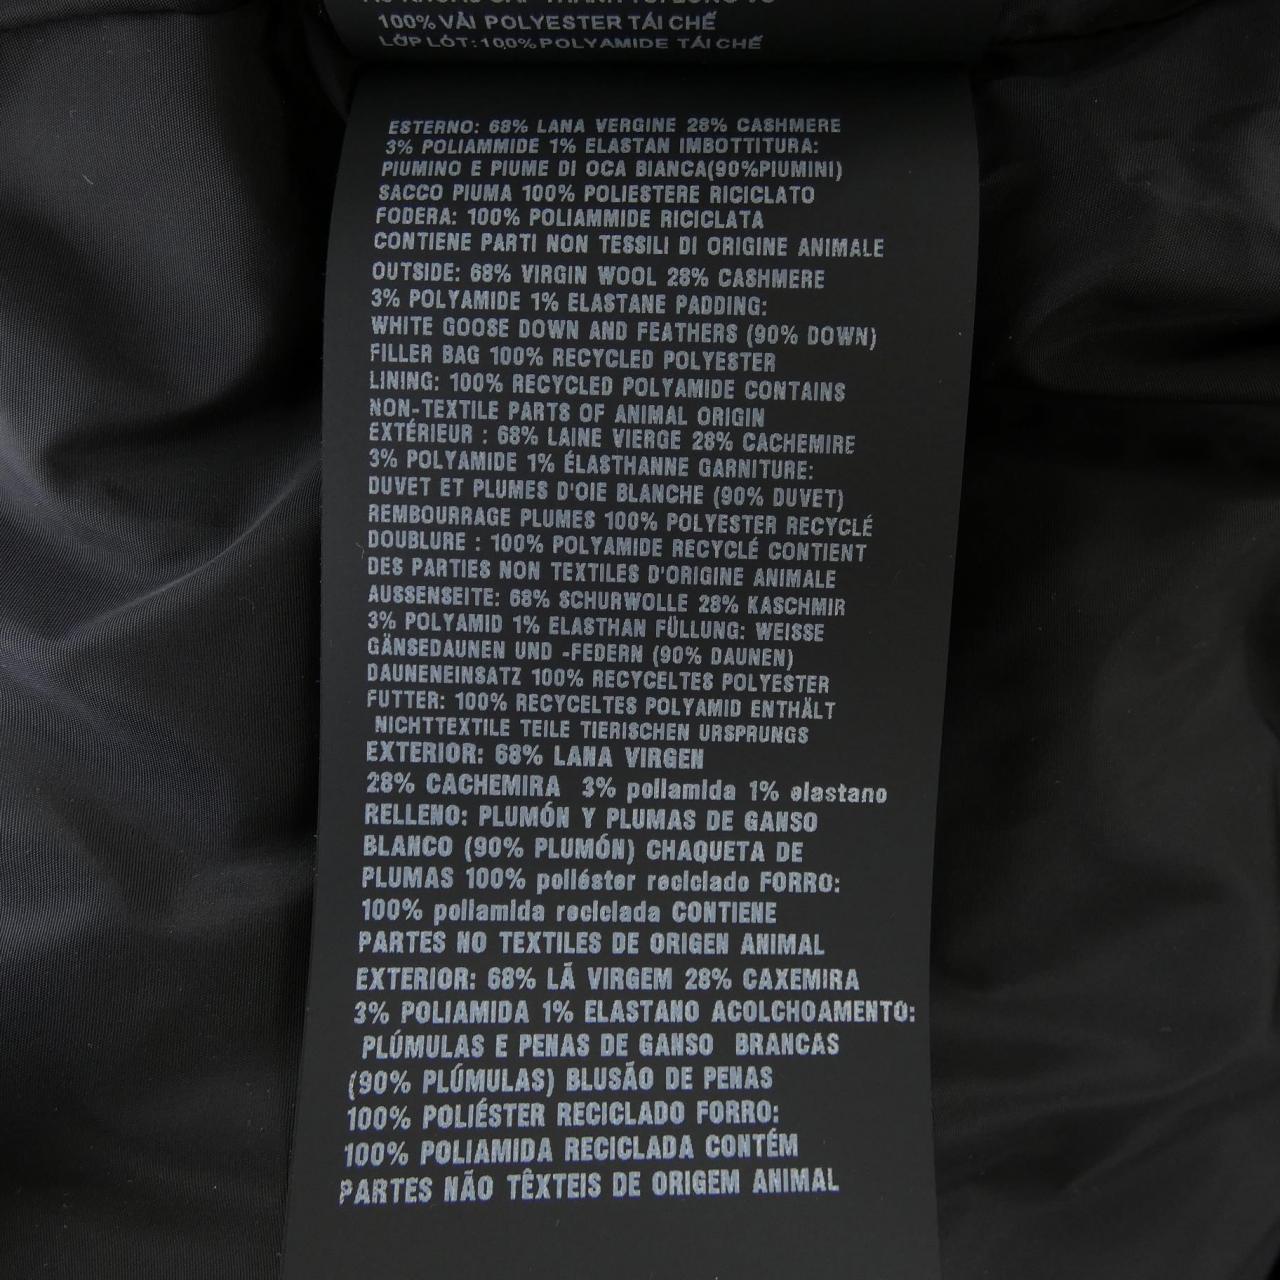 100% VẢI POLYESTER TÁI CHẾ
LỚP LÓT: 100% POLYAMIDE TÁI CHẾ
ESTERNO: 68% LANA VERGINE 28% CASHMERE
3% POLIAMMIDE 1% ELASTAN IMBOTTITURA:
PIUMINO E PIUME DI OCA BIANCA(90%PIUMINI)
SACCO PIUMA 100% POLIESTERE RICICLATO
FODERA: 100% POLIAMMIDE RICICLATA
CONTIENE PARTI NON TESSILI DI ORIGINE ANIMALE
OUTSIDE: 68% VIRGIN WOOL 28% CASHMERE
3% POLYAMIDE 1% ELASTANE PADDING:
WHITE GOOSE DOWN AND FEATHERS (90% DOWN)
FILLER BAG 100% RECYCLED POLYESTER
LINING: 100% RECYCLED POLYAMIDE CONTAINS
NON-TEXTILE PARTS OF ANIMAL ORIGIN
EXTÉRIEUR : 68% LAINE VIERGE 28% CACHEMIRE
3% POLYAMIDE 1% ÉLASTHANNE GARNITURE:
DUVET ET PLUMES D'OIE BLANCHE (90% DUVET)
REMBOURRAGE PLUMES 100% POLYESTER RECYCLÉ
DOUBLURE : 100% POLYAMIDE RECYCLÉ CONTIENT
DES PARTIES NON TEXTILES D'ORIGINE ANIMALE
AUSSENSEITE: 68% SCHURWOLLE 28% KASCHMIR
3% POLYAMID 1% ELASTHAN FÜLLUNG: WEISSE
GÄNSEDAUNEN UND -FEDERN (90% DAUNEN)
DAUNENEINSATZ 100% RECYCELTES POLYESTER
FUTTER: 100% RECYCELTES POLYAMID ENTHÄLT
NICHTTEXTILE TEILE TIERISCHEN URSPRUNGS
EXTERIOR: 68% LANA VIRGEN
28% CACHEMIRA 3% poliamida 1% elastano
RELLENO: PLUMÓN Y PLUMAS DE GANSO
BLANCO (90% PLUMÓN) CHAQUETA DE
PLUMAS 100% poliéster reciclado FORRO:
100% poliamida reciclada CONTIENE
PARTES NO TEXTILES DE ORIGEN ANIMAL
EXTERIOR: 68% LÃ VIRGEM 28% CAXEMIRA
3% POLIAMIDA 1% ELASTANO ACOLCHOAMENTO:
PLÚMULAS E PENAS DE GANSO BRANCAS
(90% PLÚMULAS) BLUSÃO DE PENAS
100% POLIÉSTER RECICLADO FORRO:
100% POLIAMIDA RECICLADA CONTÉM
PARTES NÃO TÊXTEIS DE ORIGEM ANIMAL